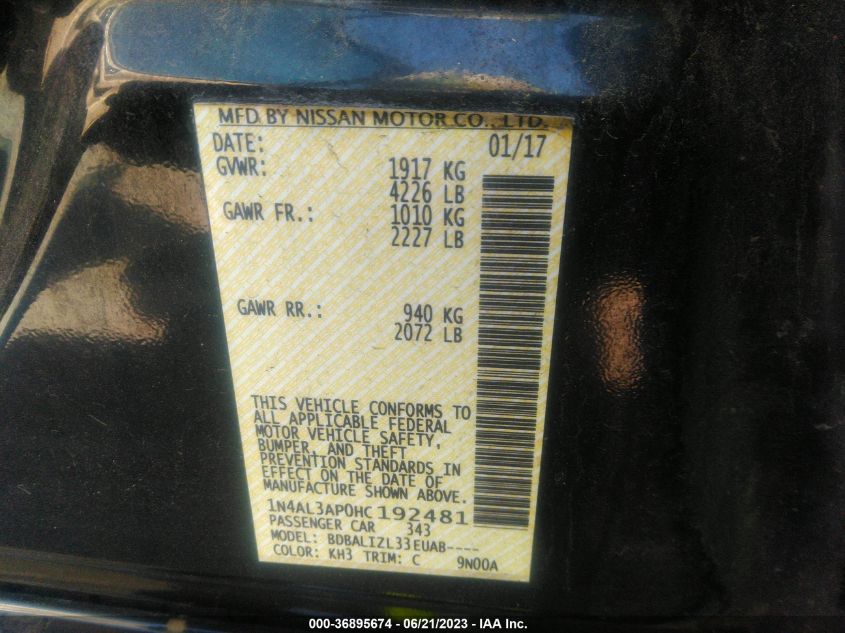 MFD. BY NISSAN MOTOR CO., LTD.
DATE: 01/17
GVWR: 1917 KG
4226 LB
GAWR FR.: 1010 KG
2227 LB
GAWR RR.: 940 KG
2072 LB
THIS VEHICLE CONFORMS TO
ALL APPLICABLE FEDERAL
MOTOR VEHICLE SAFETY,
BUMPER, AND THEFT
PREVENTION STANDARDS IN
EFFECT ON THE DATE OF
MANUFACTURE SHOWN ABOVE.
1N4AL3AP0HC192481
PASSENGER CAR 343
MODEL: BDBALIZL33EUAB----
COLOR: KH3 TRIM: C 9N00A
000-36895674 - 06/21/2023 - IAA Inc.